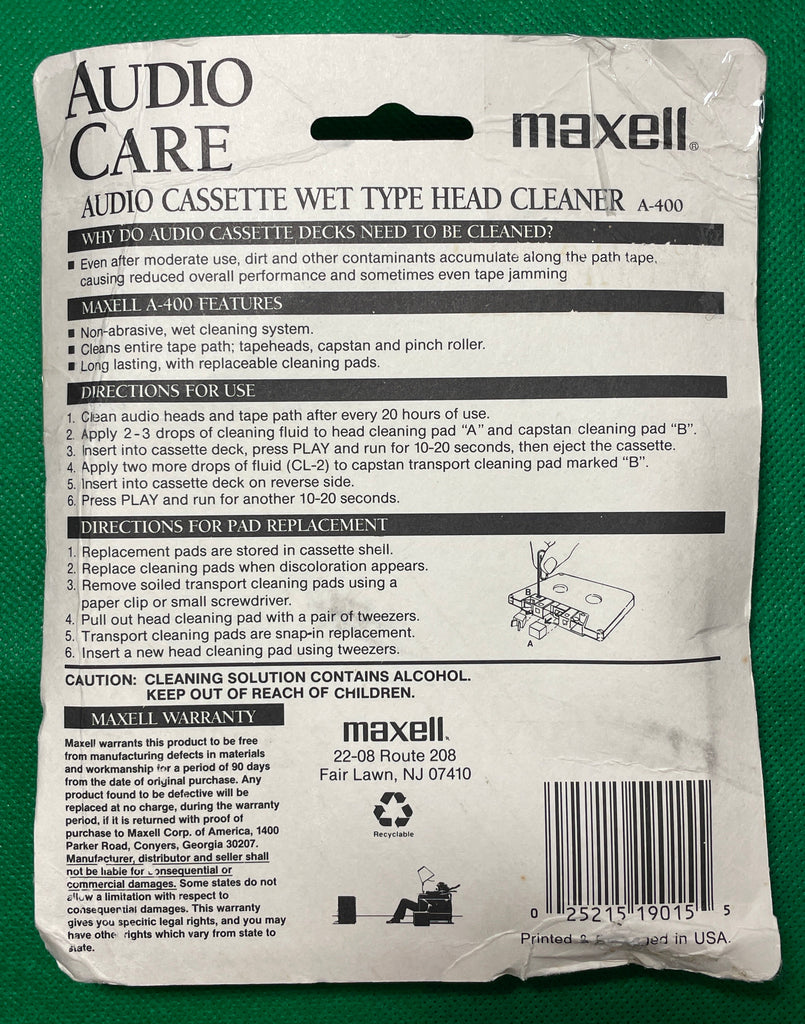 AUDIO
CARE
maxell®
AUDIO CASSETTE WET TYPE HEAD CLEANER A-400
WHY DO AUDIO CASSETTE DECKS NEED TO BE CLEANED?
■ Even after moderate use, dirt and other contaminants accumulate along the path tape,
causing reduced overall performance and sometimes even tape jamming
MAXELL A-400 FEATURES
■ Non-abrasive, wet cleaning system.
■ Cleans entire tape path; tapeheads, capstan and pinch roller.
■ Long lasting, with replaceable cleaning pads.
DIRECTIONS FOR USE
1. Clean audio heads and tape path after every 20 hours of use.
2. Apply 2-3 drops of cleaning fluid to head cleaning pad “A” and capstan cleaning pad “B”.
3. Insert into cassette deck, press PLAY and run for 10-20 seconds, then eject the cassette.
4. Apply two more drops of fluid (CL-2) to capstan transport cleaning pad marked “B”.
5. Insert into cassette deck on reverse side.
6. Press PLAY and run for another 10-20 seconds.
DIRECTIONS FOR PAD REPLACEMENT
1. Replacement pads are stored in cassette shell.
2. Replace cleaning pads when discoloration appears.
3. Remove soiled transport cleaning pads using a
paper clip or small screwdriver.
4. Pull out head cleaning pad with a pair of tweezers.
5. Transport cleaning pads are snap-in replacement.
6. Insert a new head cleaning pad using tweezers.
B
A
CAUTION: CLEANING SOLUTION CONTAINS ALCOHOL.
KEEP OUT OF REACH OF CHILDREN.
MAXELL WARRANTY
Maxell warrants this product to be free
from manufacturing defects in materials
and workmanship for a period of 90 days
from the date of original purchase. Any
product found to be defective will be
replaced at no charge, during the warranty
period, if it is returned with proof of
purchase to Maxell Corp. of America, 1400
Parker Road, Conyers, Georgia 30207.
Manufacturer, distributor and seller shall
not be liable for consequential or
commercial damages. Some states do not
allow a limitation with respect to
consequential damages. This warranty
gives you specific legal rights, and you may
have other rights which vary from state to
state.
maxell.
22-08 Route 208
Fair Lawn, NJ 07410
Recyclable
0 25215 19015 5
Printed & in USA.